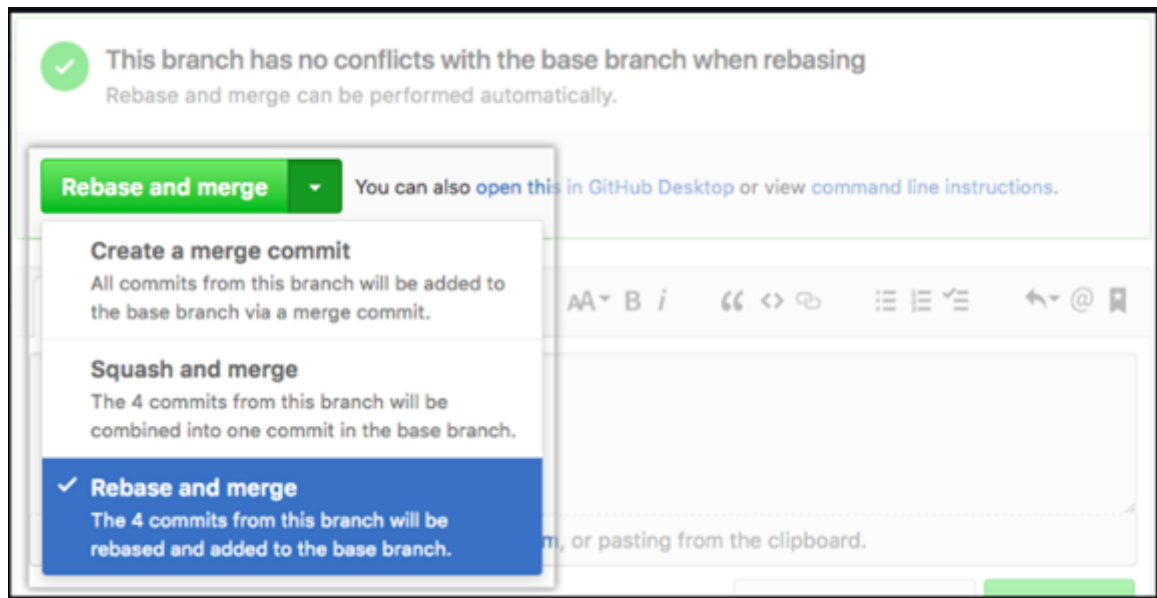 This branch has no conflicts with the base branch when rebasing
Rebase and merge can be performed automatically.
Rebase and merge
You can also open this in GitHub Desktop or view command line instructions.
Create a merge commit
All commits from this branch will be added to
the base branch via a merge commit.
AA B i “ <> @
Squash and merge
The 4 commits from this branch will be
combined into one commit in the base branch.
Rebase and merge
The 4 commits from this branch will be
rebased and added to the base branch.
, or pasting from the clipboard.